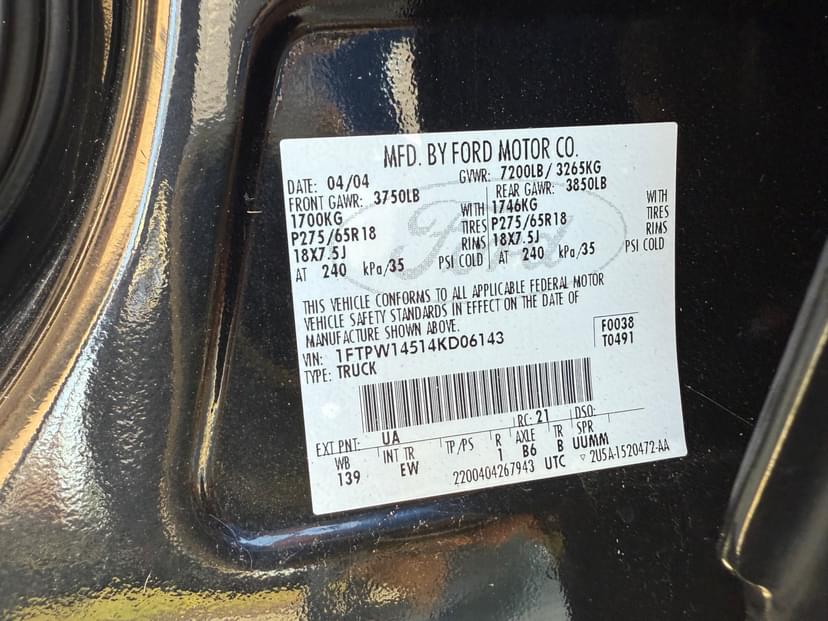 MFD. BY FORD MOTOR CO.
DATE: 04/04 GVWR: 7200LB / 3265KG
FRONT GAWR: 3750LB REAR GAWR: 3850LB
1700KG WITH 1746KG WITH
P275/65R18 TIRES P275/65R18 TIRES
18X7.5J RIMS 18X7.5J RIMS
AT 240 kPa/35 PSI COLD AT 240 kPa/35 PSI COLD
Ford
THIS VEHICLE CONFORMS TO ALL APPLICABLE FEDERAL MOTOR
VEHICLE SAFETY STANDARDS IN EFFECT ON THE DATE OF
MANUFACTURE SHOWN ABOVE.
VIN: 1FTPW14514KD06143
TYPE: TRUCK
F0038
T0491
EXT PNT: UA RC: 21 DSO:
WB INT TR TP/PS R AXLE TR SPR
139 EW 1 B6 B UUMM
2200404267943 UTC ▽ 2U5A-1520472-AA